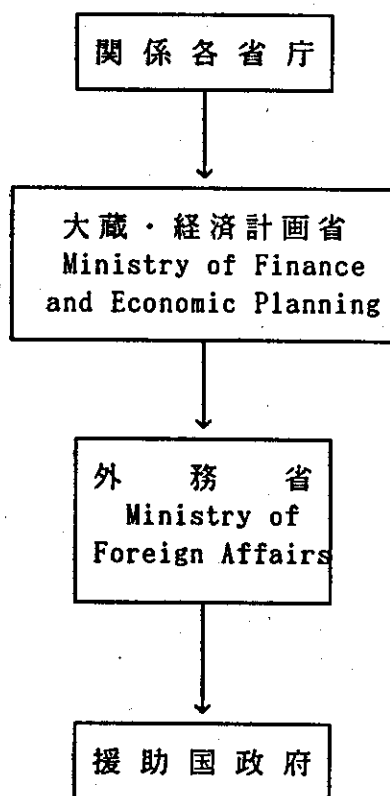 関係各省庁
大蔵・経済計画省
Ministry of Finance
and Economic Planning
外務省
Ministry of
Foreign Affairs
援助国政府